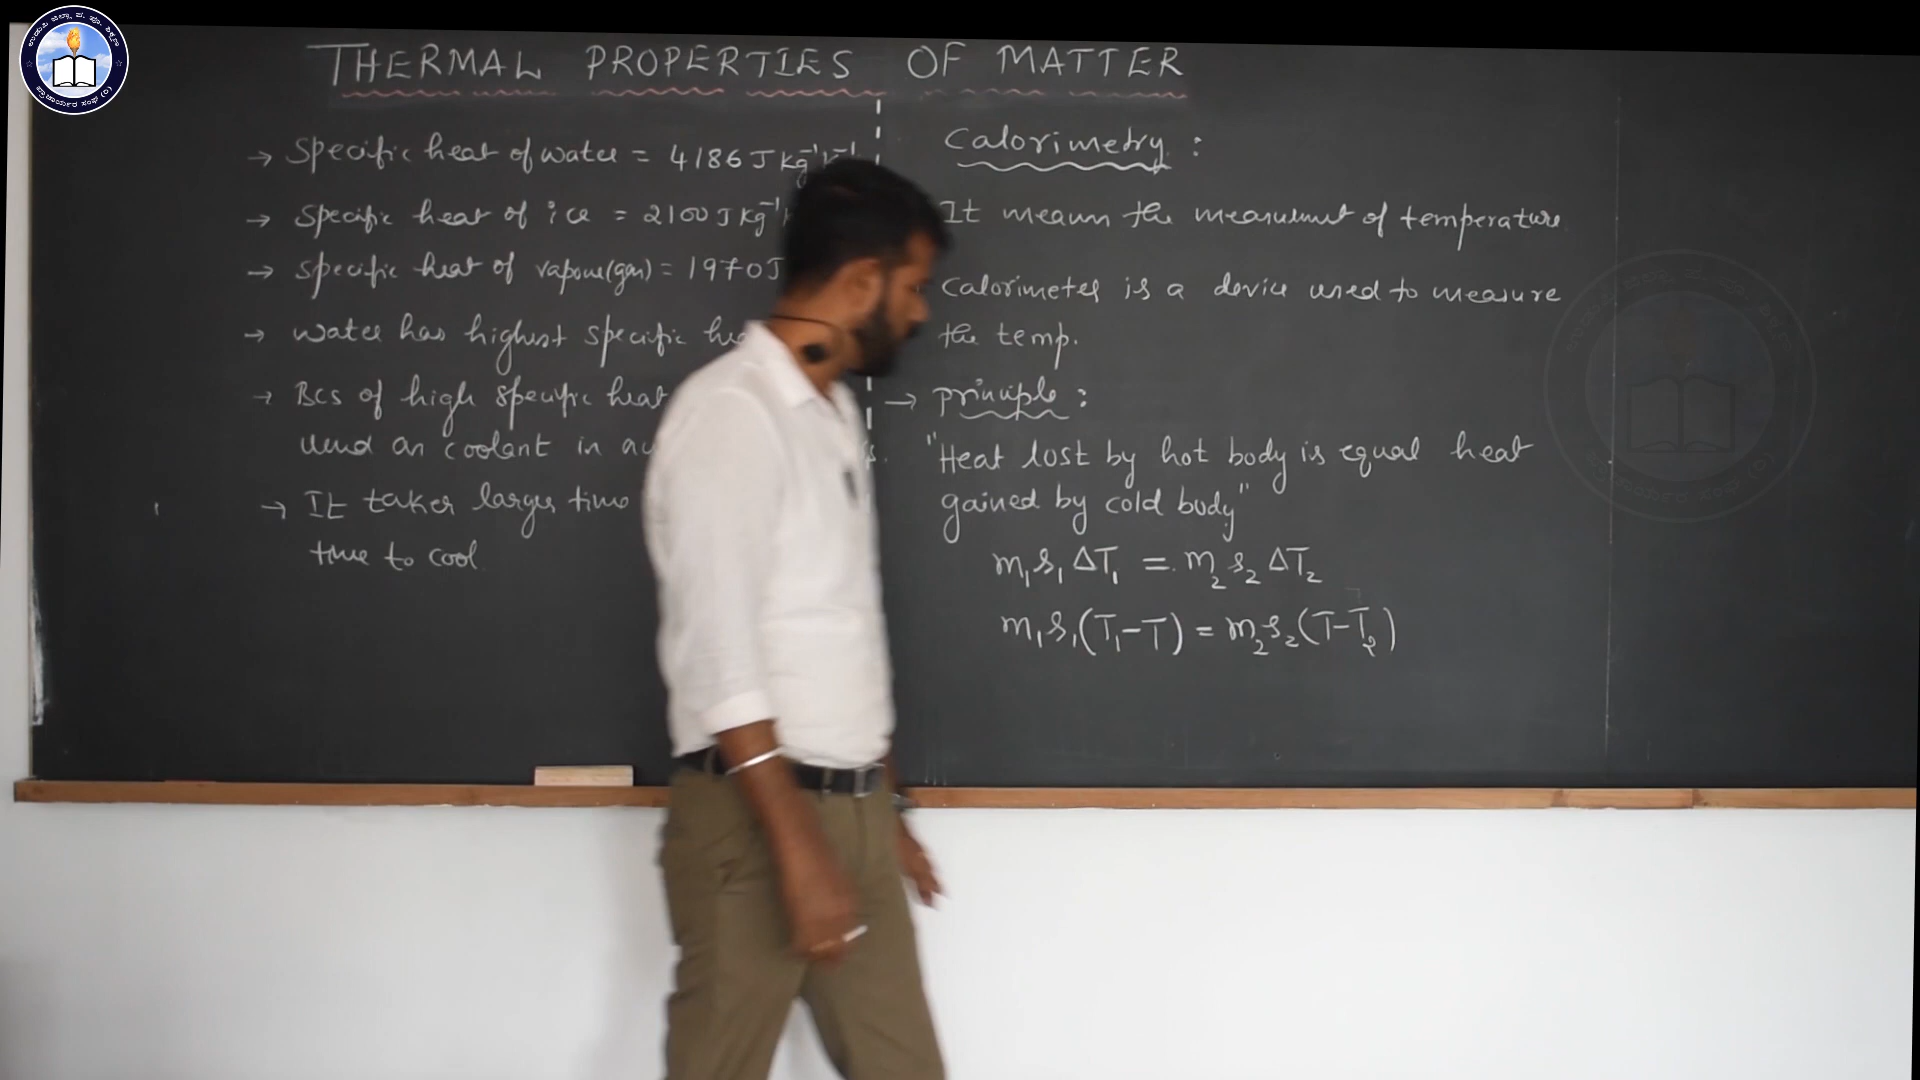 THERMAL PROPERTIES OF MATTER
→ Specific heat of water = 4186 J Kg⁻¹ K⁻¹
→ Specific heat of ice = 2100 J Kg⁻¹
→ Specific heat of vapour(gas) = 1970 J
→ water has highest specific
→ Bcs of high specific heat
used as coolant in
→ It takes larger time
time to cool
Calorimetry :
It means the measurement of temperature
Calorimeter is a device used to measure
the temp.
→ principle :
"Heat lost by hot body is equal heat
gained by cold body"
m₁s₁ΔT₁ = m₂s₂ΔT₂
m₁s₁(T₁-T) = m₂s₂(T-T₂)